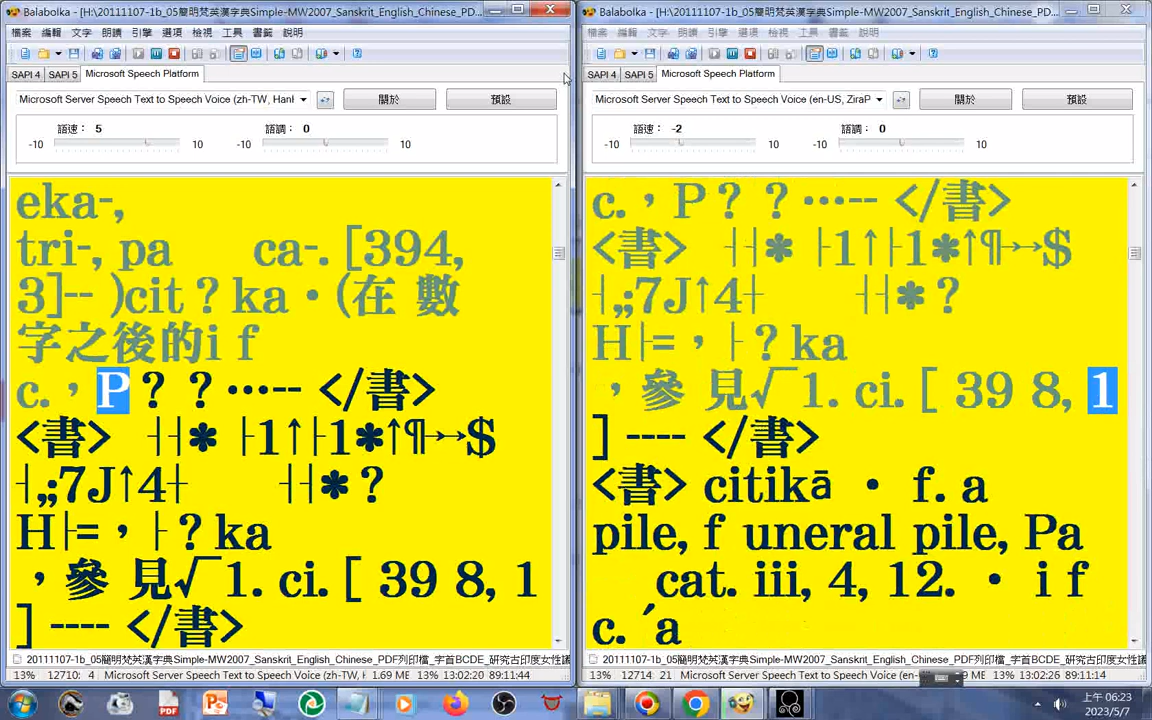 Balabolka - [H:\20111107-1b_05簡明梵英漢字典Simple-MW2007_Sanskrit_English_Chinese_PD...
檔案 編輯 文字 朗讀 引擎 選項 檢視 工具 書籤 說明
SAPI 4 SAPI 5 Microsoft Speech Platform
Microsoft Server Speech Text to Speech Voice (zh-TW, Hanl
關於 預設
語速： 5 語調： 0
-10 10 -10 10
eka-,
tri-, pa ca-. [394,
3]-- )cit？ka・(在 數
字之後的i f
c.，P？？…-- </書>
<書> ┤┤✽ ├1↑├1✽↑¶➳$
┤,;7J↑4┼ ┤┤✽？
H├=，├？ka
，參 見√1. ci. [ 39 8, 1
] ---- </書>
20111107-1b_05簡明梵英漢字典Simple-MW2007_Sanskrit_English_Chinese_PDF列印檔_字首BCDE_研究古印度女性議
13% 12710: 4 Microsoft Server Speech Text to Speech Voice (zh-TW, H 1.69 ME 13% 13:02:20 89:11:44
Balabolka - [H:\20111107-1b_05簡明梵英漢字典Simple-MW2007_Sanskrit_English_Chinese_PD...
檔案 編輯 文字 朗讀 引擎 選項 檢視 工具 書籤 說明
SAPI 4 SAPI 5 Microsoft Speech Platform
Microsoft Server Speech Text to Speech Voice (en-US, ZiraP
關於 預設
語速： -2 語調： 0
-10 10 -10 10
c.，P？？…-- </書>
<書> ┤┤✽ ├1↑├1✽↑¶➳$
┤,;7J↑4┼ ┤┤✽？
H├=，├？ka
，參 見√1. ci. [ 39 8, 1
] ---- </書>
<書> citikā ・ f. a
pile, f uneral pile, Pa
cat. iii, 4, 12. ・ i f
c. ´a
20111107-1b_05簡明梵英漢字典Simple-MW2007_Sanskrit_English_Chinese_PDF列印檔_字首BCDE_研究古印度女性議
13% 12714: 21 Microsoft Server Speech Text to Speech Voice (en-US ME 13% 13:02:26 89:11:14
上午 06:23
2023/5/7